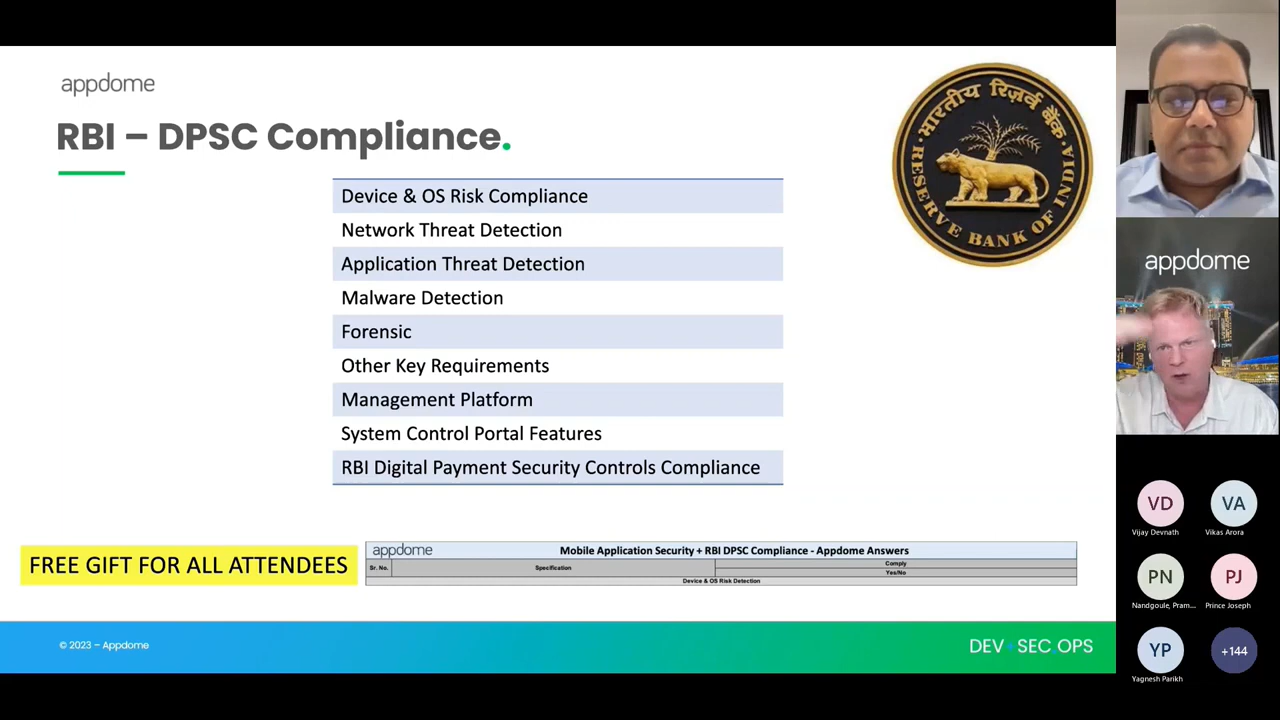 appdome
RBI – DPSC Compliance.
Device & OS Risk Compliance
Network Threat Detection
Application Threat Detection
Malware Detection
Forensic
Other Key Requirements
Management Platform
System Control Portal Features
RBI Digital Payment Security Controls Compliance
भारतीय रिज़र्व बैंक
RESERVE BANK OF INDIA
FREE GIFT FOR ALL ATTENDEES
appdome
Mobile Application Security + RBI DPSC Compliance - Appdome Answers
Sr. No.
Specification
Comply
Yes/No
Device & OS Risk Detection
© 2023 – Appdome
DEV SEC OPS
appdome
VD
VA
Vijay Devnath
Vikas Arora
PN
PJ
Nandgoule, Pram...
Prince Joseph
YP
+144
Yagnesh Parikh